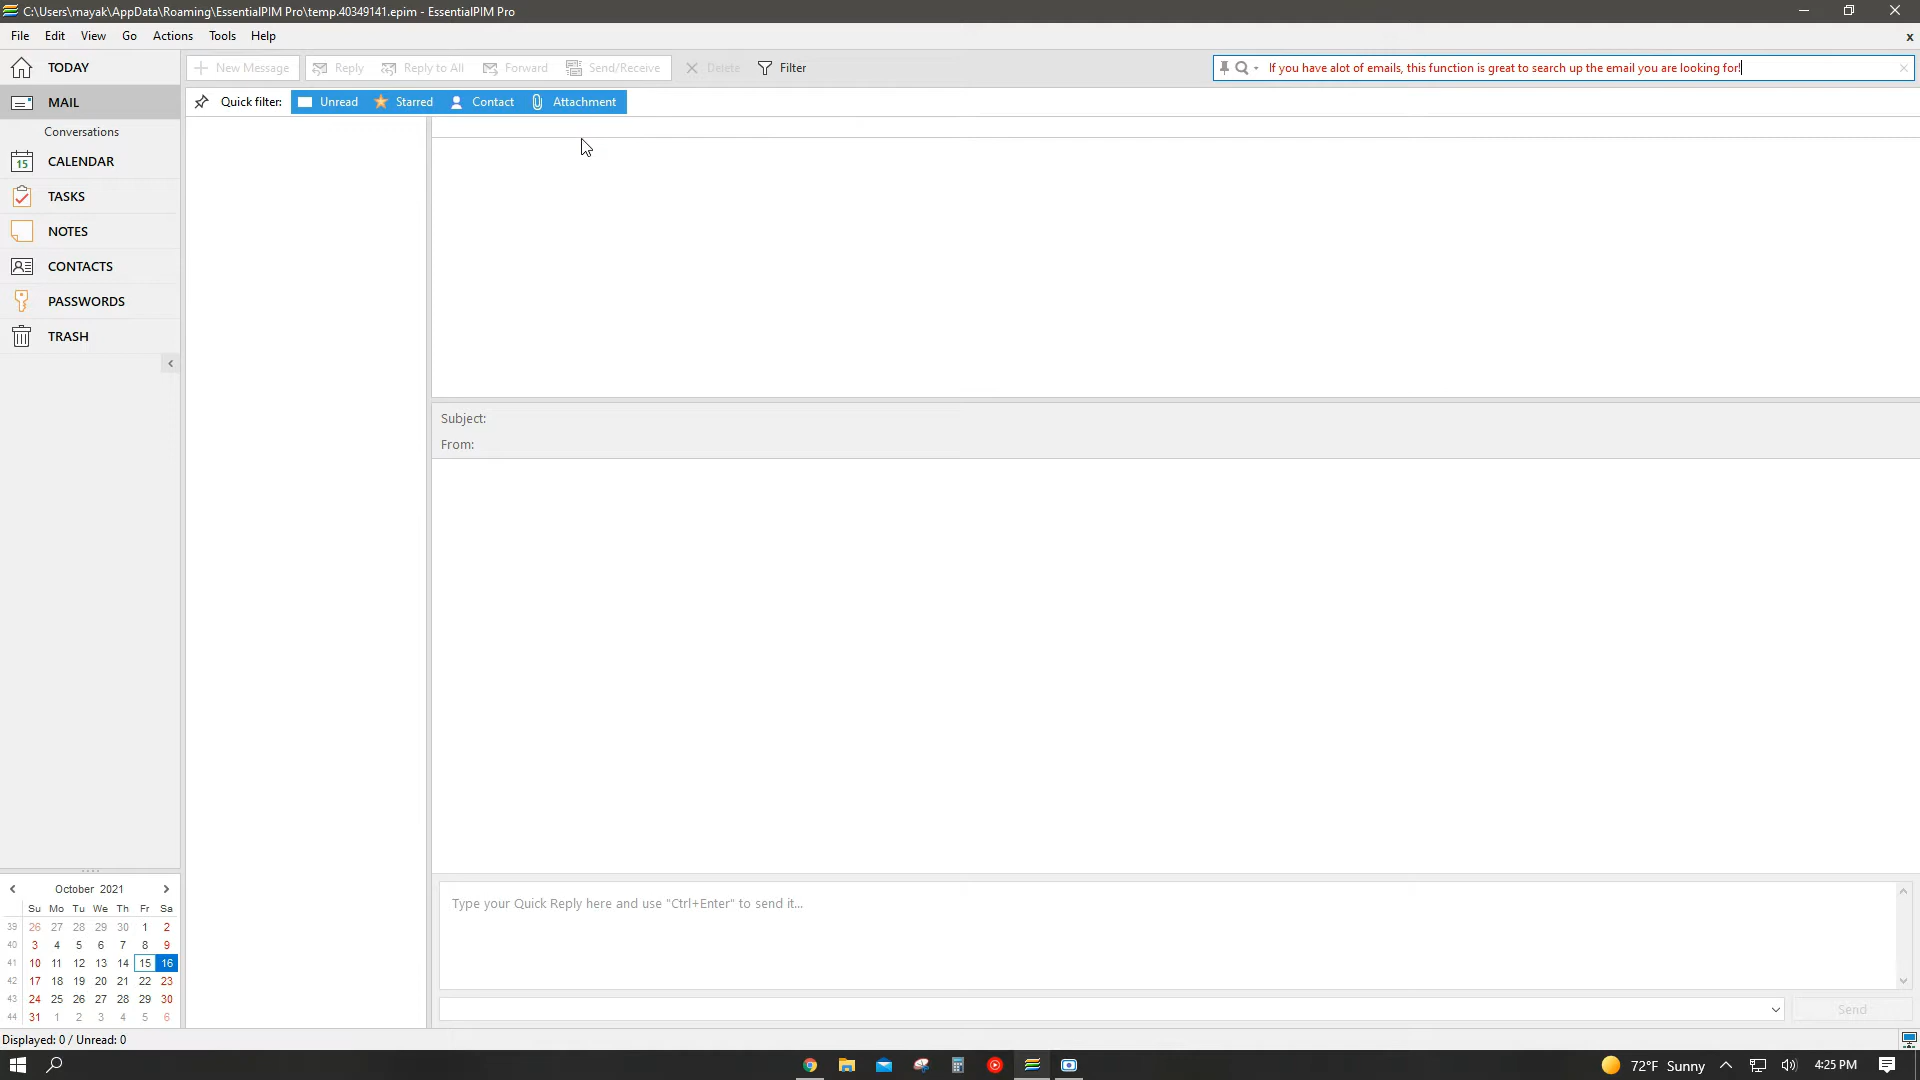 C:\Users\mayak\AppData\Roaming\EssentialPIM Pro\temp.40349141.epim - EssentialPIM Pro
File Edit View Go Actions Tools Help x
TODAY
New Message Reply Reply to All Forward Send/Receive Delete Filter
If you have alot of emails, this function is great to search up the email you are looking for!
MAIL
Quick filter: Unread Starred Contact Attachment
Conversations
15 CALENDAR
TASKS
NOTES
CONTACTS
PASSWORDS
TRASH
Subject:
From:
Type your Quick Reply here and use "Ctrl+Enter" to send it...
Send
October 2021
Su Mo Tu We Th Fr Sa
39 26 27 28 29 30 1 2
40 3 4 5 6 7 8 9
41 10 11 12 13 14 15 16
42 17 18 19 20 21 22 23
43 24 25 26 27 28 29 30
44 31 1 2 3 4 5 6
Displayed: 0 / Unread: 0
72°F Sunny 4:25 PM